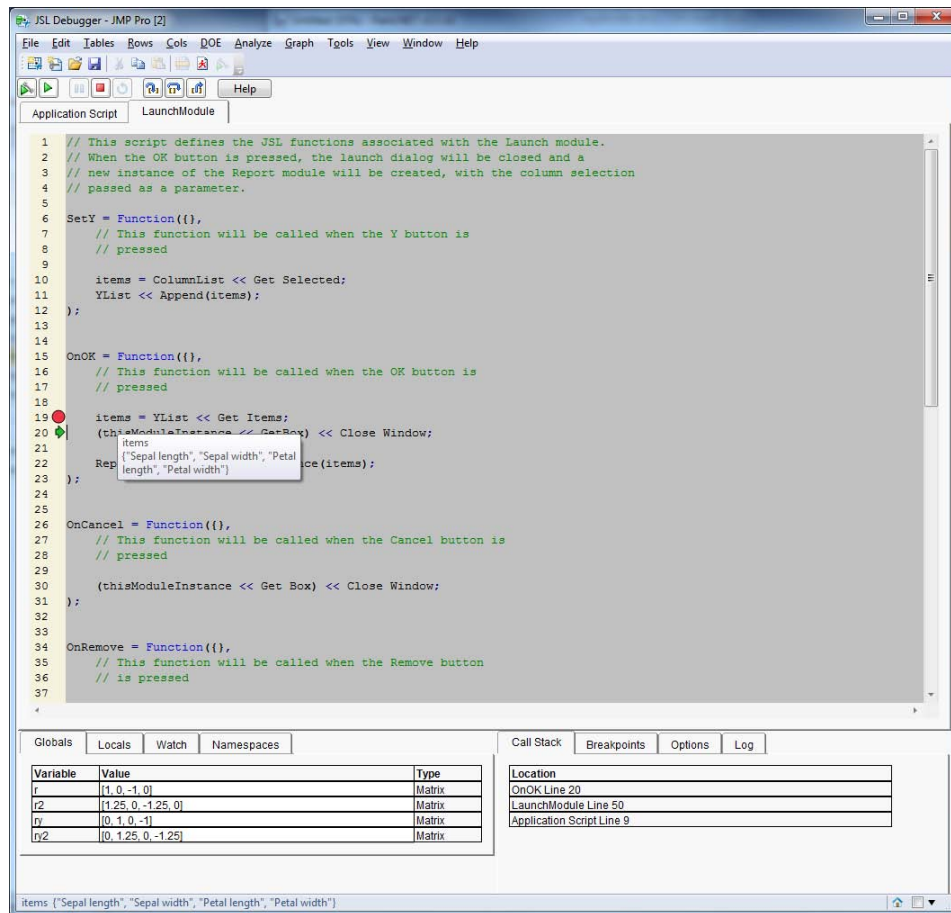 JSL Debugger - JMP Pro [2]
File Edit Tables Rows Cols DOE Analyze Graph Tools View Window Help
Help
Application Script LaunchModule
1 // This script defines the JSL functions associated with the Launch module.
2 // When the OK button is pressed, the launch dialog will be closed and a
3 // new instance of the Report module will be created, with the column selection
4 // passed as a parameter.
5
6 SetY = Function({},
7 // This function will be called when the Y button is
8 // pressed
9
10 items = ColumnList << Get Selected;
11 YList << Append(items);
12 );
13
14
15 OnOK = Function({},
16 // This function will be called when the OK button is
17 // pressed
18
19 items = YList << Get Items;
20 (thisModuleInstance << GetBox) << Close Window;
21
items
{"Sepal length", "Sepal width", "Petal
length", "Petal width"}
22 Rep ce(items);
23 );
24
25
26 OnCancel = Function({},
27 // This function will be called when the Cancel button is
28 // pressed
29
30 (thisModuleInstance << Get Box) << Close Window;
31 );
32
33
34 OnRemove = Function({},
35 // This function will be called when the Remove button
36 // is pressed
37
Globals Locals Watch Namespaces
Variable Value Type
r [1, 0, -1, 0] Matrix
r2 [1.25, 0, -1.25, 0] Matrix
ry [0, 1, 0, -1] Matrix
ry2 [0, 1.25, 0, -1.25] Matrix
Call Stack Breakpoints Options Log
Location
OnOK Line 20
LaunchModule Line 50
Application Script Line 9
items {"Sepal length", "Sepal width", "Petal length", "Petal width"}